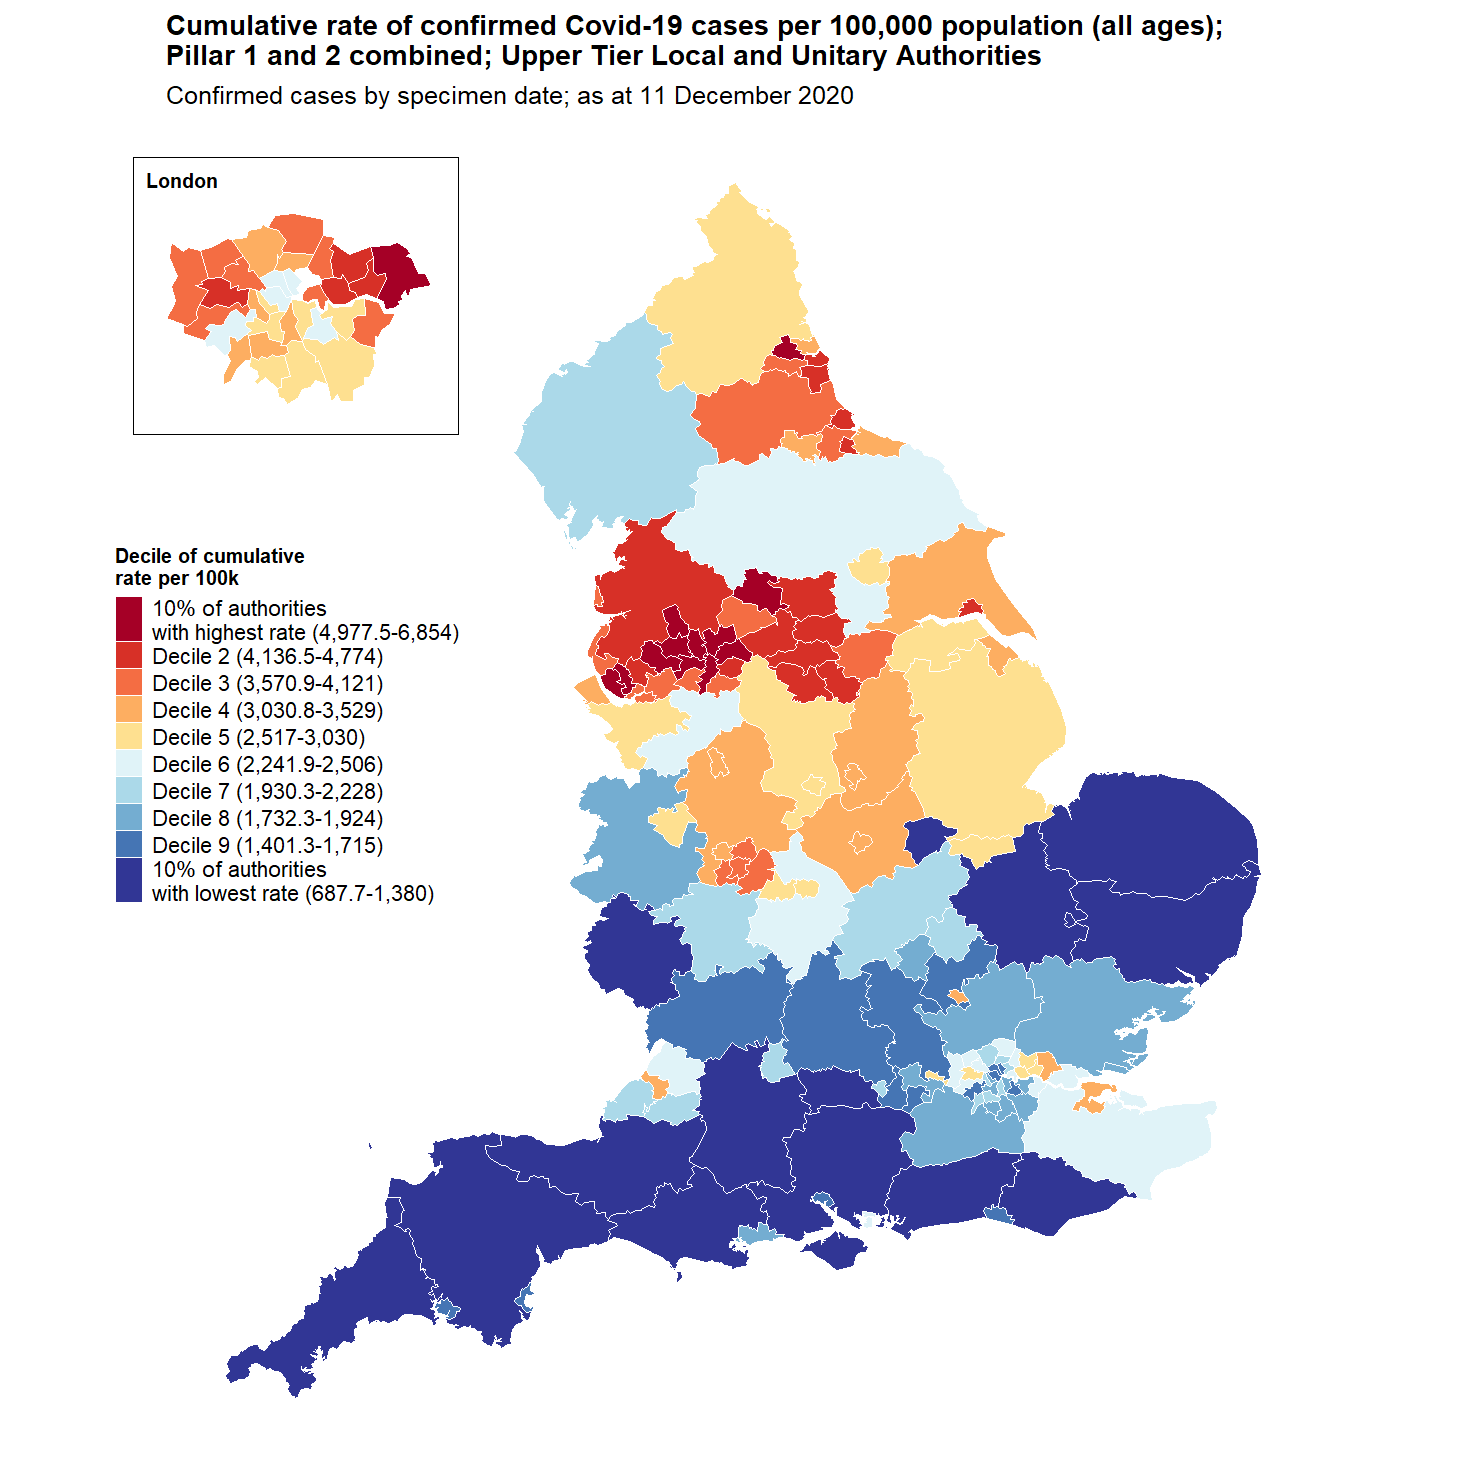 Cumulative rate of confirmed Covid-19 cases per 100,000 population (all ages);
Pillar 1 and 2 combined; Upper Tier Local and Unitary Authorities
Confirmed cases by specimen date; as at 11 December 2020
London
Decile of cumulative
rate per 100k
10% of authorities
with highest rate (4,977.5-6,854)
Decile 2 (4,136.5-4,774)
Decile 3 (3,570.9-4,121)
Decile 4 (3,030.8-3,529)
Decile 5 (2,517-3,030)
Decile 6 (2,241.9-2,506)
Decile 7 (1,930.3-2,228)
Decile 8 (1,732.3-1,924)
Decile 9 (1,401.3-1,715)
10% of authorities
with lowest rate (687.7-1,380)